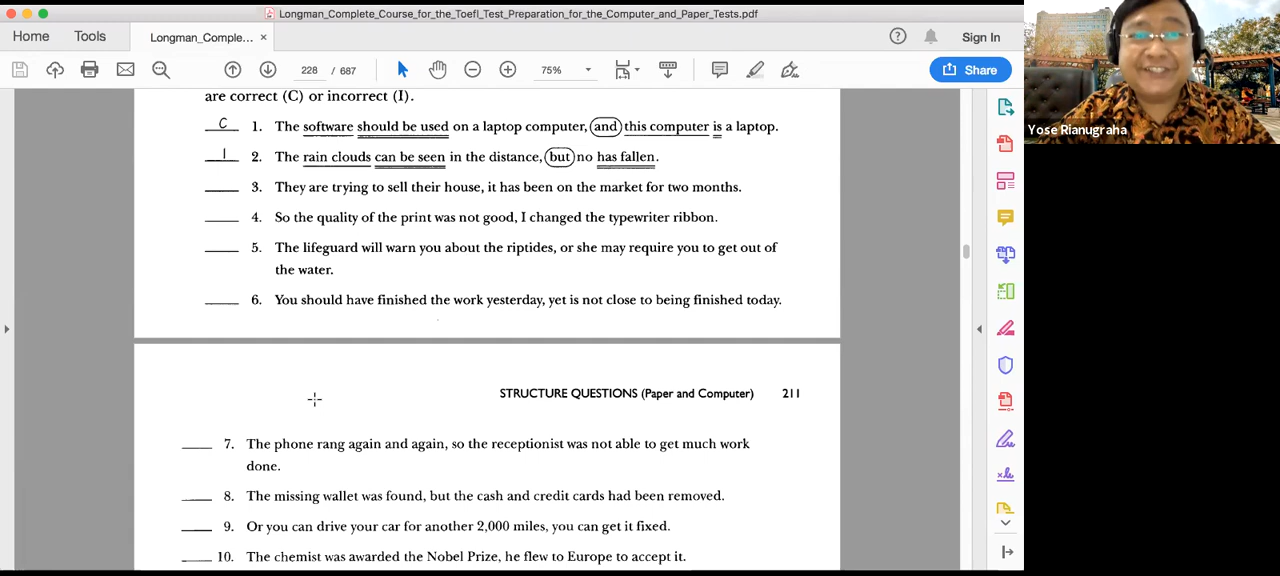 Longman_Complete_Course_for_the_Toefl_Test_Preparation_for_the_Computer_and_Paper_Tests.pdf
Home Tools Longman_Comple... × Sign In
228 / 687 75% Share
are correct (C) or incorrect (I).
C 1. The software should be used on a laptop computer, and this computer is a laptop.
I 2. The rain clouds can be seen in the distance, but no has fallen.
3. They are trying to sell their house, it has been on the market for two months.
4. So the quality of the print was not good, I changed the typewriter ribbon.
5. The lifeguard will warn you about the riptides, or she may require you to get out of
the water.
6. You should have finished the work yesterday, yet is not close to being finished today.
STRUCTURE QUESTIONS (Paper and Computer) 211
7. The phone rang again and again, so the receptionist was not able to get much work
done.
8. The missing wallet was found, but the cash and credit cards had been removed.
9. Or you can drive your car for another 2,000 miles, you can get it fixed.
10. The chemist was awarded the Nobel Prize, he flew to Europe to accept it.
Yose Rianugraha